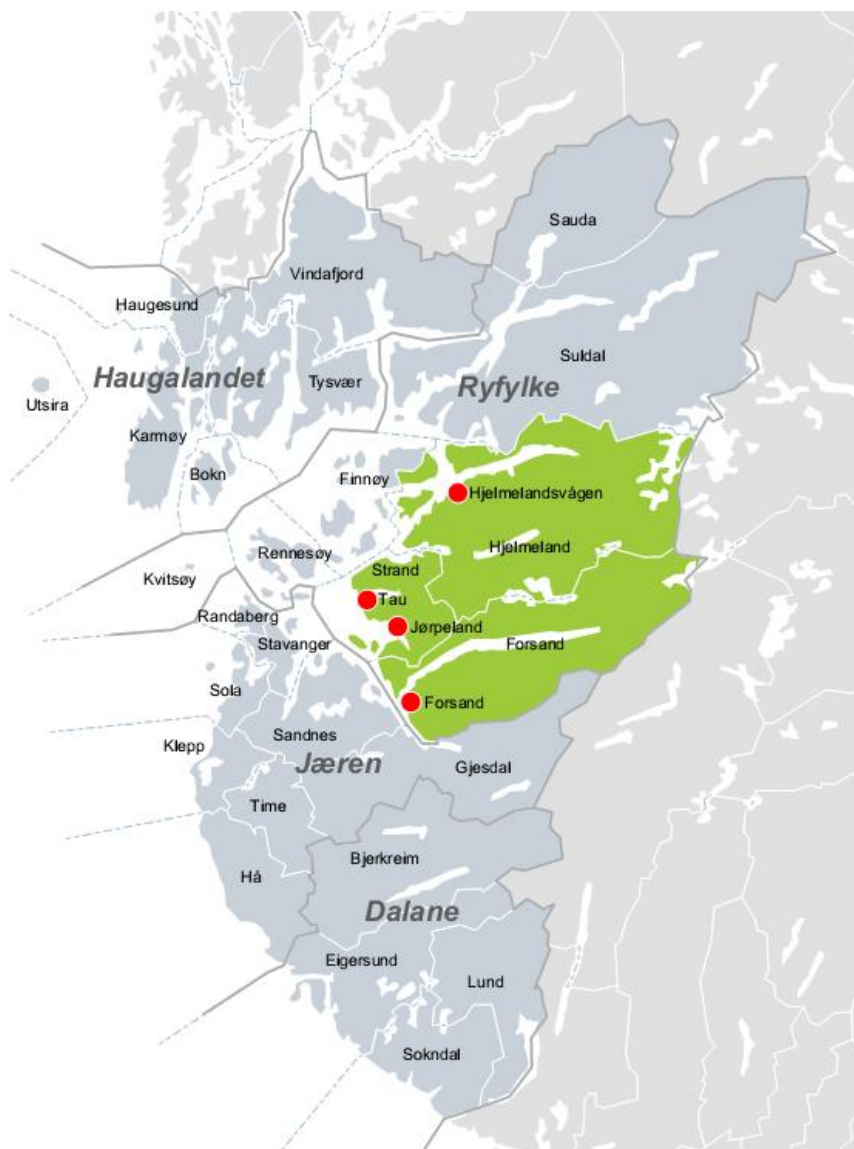 Sauda
Vindafjord
Haugesund
Suldal
Haugalandet
Ryfylke
Tysvær
Utsira
Karmøy
Bokn
Finnøy
Hjelmelandsvågen
Rennesøy
Hjelmeland
Strand
Kvitsøy
Tau
Randaberg
Jørpeland
Stavanger
Forsand
Sola
Forsand
Sandnes
Klepp
Jæren
Gjesdal
Time
Bjerkreim
Hå
Dalane
Eigersund
Lund
Sokndal